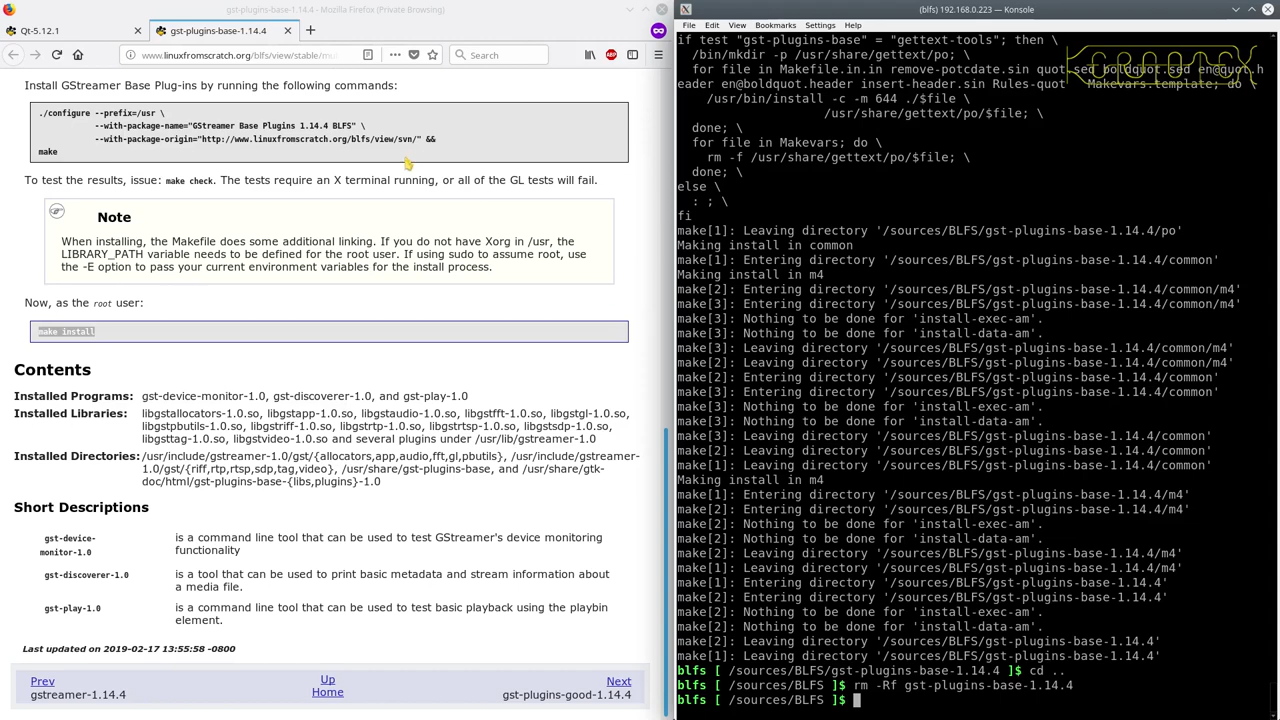 gst-plugins-base-1.14.4 - Mozilla Firefox (Private Browsing)
Qt-5.12.1
gst-plugins-base-1.14.4
www.linuxfromscratch.org/blfs/view/stable/mu
Search
Install GStreamer Base Plug-ins by running the following commands:
./configure --prefix=/usr \
--with-package-name="GStreamer Base Plugins 1.14.4 BLFS" \
--with-package-origin="http://www.linuxfromscratch.org/blfs/view/svn/" &&
make
To test the results, issue: make check. The tests require an X terminal running, or all of the GL tests will fail.
Note
When installing, the Makefile does some additional linking. If you do not have Xorg in /usr, the
LIBRARY_PATH variable needs to be defined for the root user. If using sudo to assume root, use
the -E option to pass your current environment variables for the install process.
Now, as the root user:
make install
Contents
Installed Programs: gst-device-monitor-1.0, gst-discoverer-1.0, and gst-play-1.0
Installed Libraries: libgstallocators-1.0.so, libgstapp-1.0.so, libgstaudio-1.0.so, libgstfft-1.0.so, libgstgl-1.0.so,
libgstpbutils-1.0.so, libgstriff-1.0.so, libgstrtp-1.0.so, libgstrtsp-1.0.so, libgstsdp-1.0.so,
libgsttag-1.0.so, libgstvideo-1.0.so and several plugins under /usr/lib/gstreamer-1.0
Installed Directories: /usr/include/gstreamer-1.0/gst/{allocators,app,audio,fft,gl,pbutils}, /usr/include/gstreamer-
1.0/gst/{riff,rtp,rtsp,sdp,tag,video}, /usr/share/gst-plugins-base, and /usr/share/gtk-
doc/html/gst-plugins-base-{libs,plugins}-1.0
Short Descriptions
gst-device-
monitor-1.0
is a command line tool that can be used to test GStreamer's device monitoring
functionality
gst-discoverer-1.0
is a tool that can be used to print basic metadata and stream information about
a media file.
gst-play-1.0
is a command line tool that can be used to test basic playback using the playbin
element.
Last updated on 2019-02-17 13:55:58 -0800
Prev
gstreamer-1.14.4
Up
Home
Next
gst-plugins-good-1.14.4
(blfs) 192.168.0.223 — Konsole
File Edit View Bookmarks Settings Help
if test "gst-plugins-base" = "gettext-tools"; then \
/bin/mkdir -p /usr/share/gettext/po; \
for file in Makefile.in.in remove-potcdate.sin quot.sed boldquot.sed en@quot.h
eader en@boldquot.header insert-header.sin Rules-quot Makevars.template; do \
/usr/bin/install -c -m 644 ./$file \
/usr/share/gettext/po/$file; \
done; \
for file in Makevars; do \
rm -f /usr/share/gettext/po/$file; \
done; \
else \
: ; \
fi
make[1]: Leaving directory '/sources/BLFS/gst-plugins-base-1.14.4/po'
Making install in common
make[1]: Entering directory '/sources/BLFS/gst-plugins-base-1.14.4/common'
Making install in m4
make[2]: Entering directory '/sources/BLFS/gst-plugins-base-1.14.4/common/m4'
make[3]: Entering directory '/sources/BLFS/gst-plugins-base-1.14.4/common/m4'
make[3]: Nothing to be done for 'install-exec-am'.
make[3]: Nothing to be done for 'install-data-am'.
make[3]: Leaving directory '/sources/BLFS/gst-plugins-base-1.14.4/common/m4'
make[2]: Leaving directory '/sources/BLFS/gst-plugins-base-1.14.4/common/m4'
make[2]: Entering directory '/sources/BLFS/gst-plugins-base-1.14.4/common'
make[3]: Entering directory '/sources/BLFS/gst-plugins-base-1.14.4/common'
make[3]: Nothing to be done for 'install-exec-am'.
make[3]: Nothing to be done for 'install-data-am'.
make[3]: Leaving directory '/sources/BLFS/gst-plugins-base-1.14.4/common'
make[2]: Leaving directory '/sources/BLFS/gst-plugins-base-1.14.4/common'
make[1]: Leaving directory '/sources/BLFS/gst-plugins-base-1.14.4/common'
Making install in m4
make[1]: Entering directory '/sources/BLFS/gst-plugins-base-1.14.4/m4'
make[2]: Entering directory '/sources/BLFS/gst-plugins-base-1.14.4/m4'
make[2]: Nothing to be done for 'install-exec-am'.
make[2]: Nothing to be done for 'install-data-am'.
make[2]: Leaving directory '/sources/BLFS/gst-plugins-base-1.14.4/m4'
make[1]: Leaving directory '/sources/BLFS/gst-plugins-base-1.14.4/m4'
make[1]: Entering directory '/sources/BLFS/gst-plugins-base-1.14.4'
make[2]: Entering directory '/sources/BLFS/gst-plugins-base-1.14.4'
make[2]: Nothing to be done for 'install-exec-am'.
make[2]: Nothing to be done for 'install-data-am'.
make[2]: Leaving directory '/sources/BLFS/gst-plugins-base-1.14.4'
make[1]: Leaving directory '/sources/BLFS/gst-plugins-base-1.14.4'
blfs [ /sources/BLFS/gst-plugins-base-1.14.4 ]$ cd ..
blfs [ /sources/BLFS ]$ rm -Rf gst-plugins-base-1.14.4
blfs [ /sources/BLFS ]$